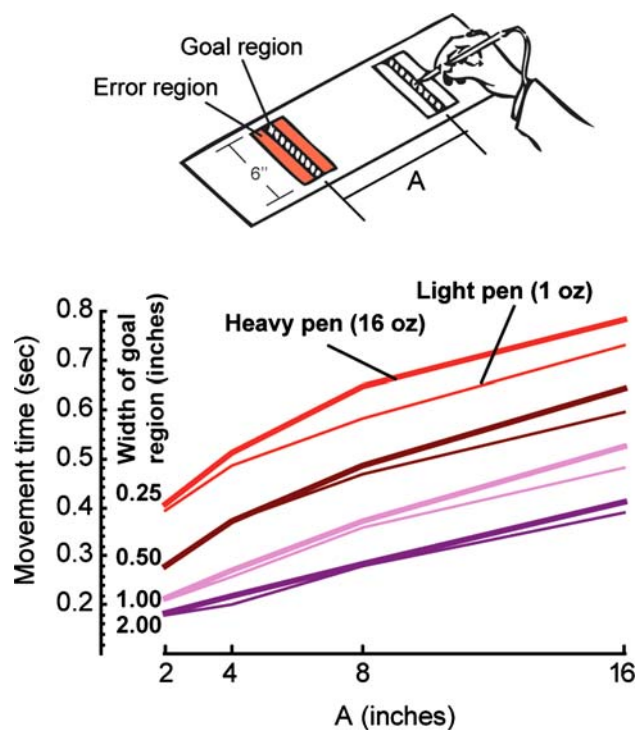 Goal region
Error region
6"
A
Light pen (1 oz)
Heavy pen (16 oz)
Movement time (sec)
Width of goal
region (inches)
0.8
0.7
0.6
0.5
0.4
0.3
0.2
0.25
0.50
1.00
2.00
2
4
8
16
A (inches)